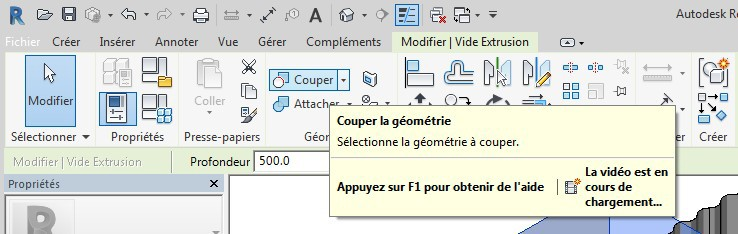 Autodesk Re
Fichier Créer Insérer Annoter Vue Gérer Compléments Modifier | Vide Extrusion
Modifier
Coller
Couper
Attacher
Sélectionner Propriétés Presse-papiers Géor Créer
Couper la géométrie
Sélectionne la géométrie à couper.
Appuyez sur F1 pour obtenir de l'aide
La vidéo est en
cours de
chargement...
Modifier | Vide Extrusion Profondeur 500.0
Propriétés